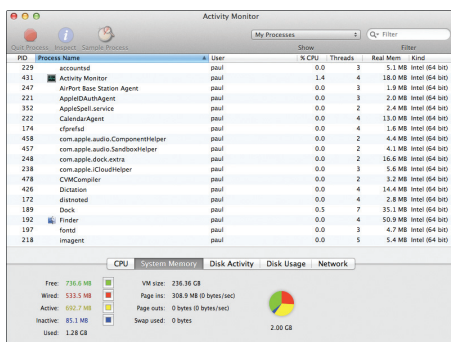 Activity Monitor
My Processes Filter
Quit Process Inspect Sample Process Show Filter
PID Process Name User % CPU Threads Real Mem Kind
229 accountsd paul 0.0 3 5.1 MB Intel (64 bit)
431 Activity Monitor paul 1.4 4 18.0 MB Intel (64 bit)
247 AirPort Base Station Agent paul 0.0 3 1.9 MB Intel (64 bit)
221 AppleIDAuthAgent paul 0.0 3 2.0 MB Intel (64 bit)
352 AppleSpell.service paul 0.0 2 2.4 MB Intel (64 bit)
222 CalendarAgent paul 0.0 4 13.0 MB Intel (64 bit)
174 cfprefsd paul 0.0 4 1.6 MB Intel (64 bit)
458 com.apple.audio.ComponentHelper paul 0.0 2 4.4 MB Intel (64 bit)
457 com.apple.audio.SandboxHelper paul 0.0 2 4.1 MB Intel (64 bit)
248 com.apple.dock.extra paul 0.0 2 16.6 MB Intel (64 bit)
238 com.apple.iCloudHelper paul 0.0 3 5.6 MB Intel (64 bit)
478 CVMCompiler paul 0.0 2 3.2 MB Intel (64 bit)
426 Dictation paul 0.0 4 14.4 MB Intel (64 bit)
172 distnoted paul 0.0 4 2.8 MB Intel (64 bit)
189 Dock paul 0.5 7 35.1 MB Intel (64 bit)
192 Finder paul 0.0 4 50.9 MB Intel (64 bit)
197 fontd paul 0.0 3 4.7 MB Intel (64 bit)
218 imagent paul 0.0 5 5.4 MB Intel (64 bit)
CPU System Memory Disk Activity Disk Usage Network
Free: 736.6 MB VM size: 236.36 GB
Wired: 533.5 MB Page ins: 308.9 MB (0 bytes/sec)
Active: 692.7 MB Page outs: 0 bytes (0 bytes/sec)
Inactive: 85.1 MB Swap used: 0 bytes
Used: 1.28 GB 2.00 GB